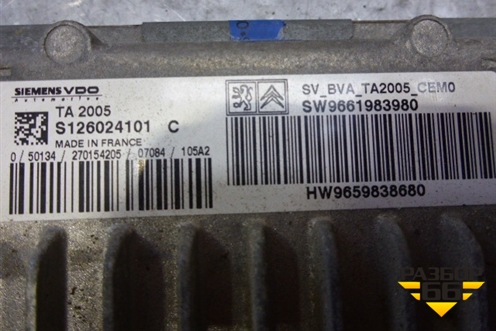 SIEMENS VDO
Automotive
TA 2005
S126024101 C
MADE IN FRANCE
0/50134/270154205/07084/105A2
SV_BVA_TA2005_CEM0
SW9661983980
HW9659838680
РАЗБОР
66